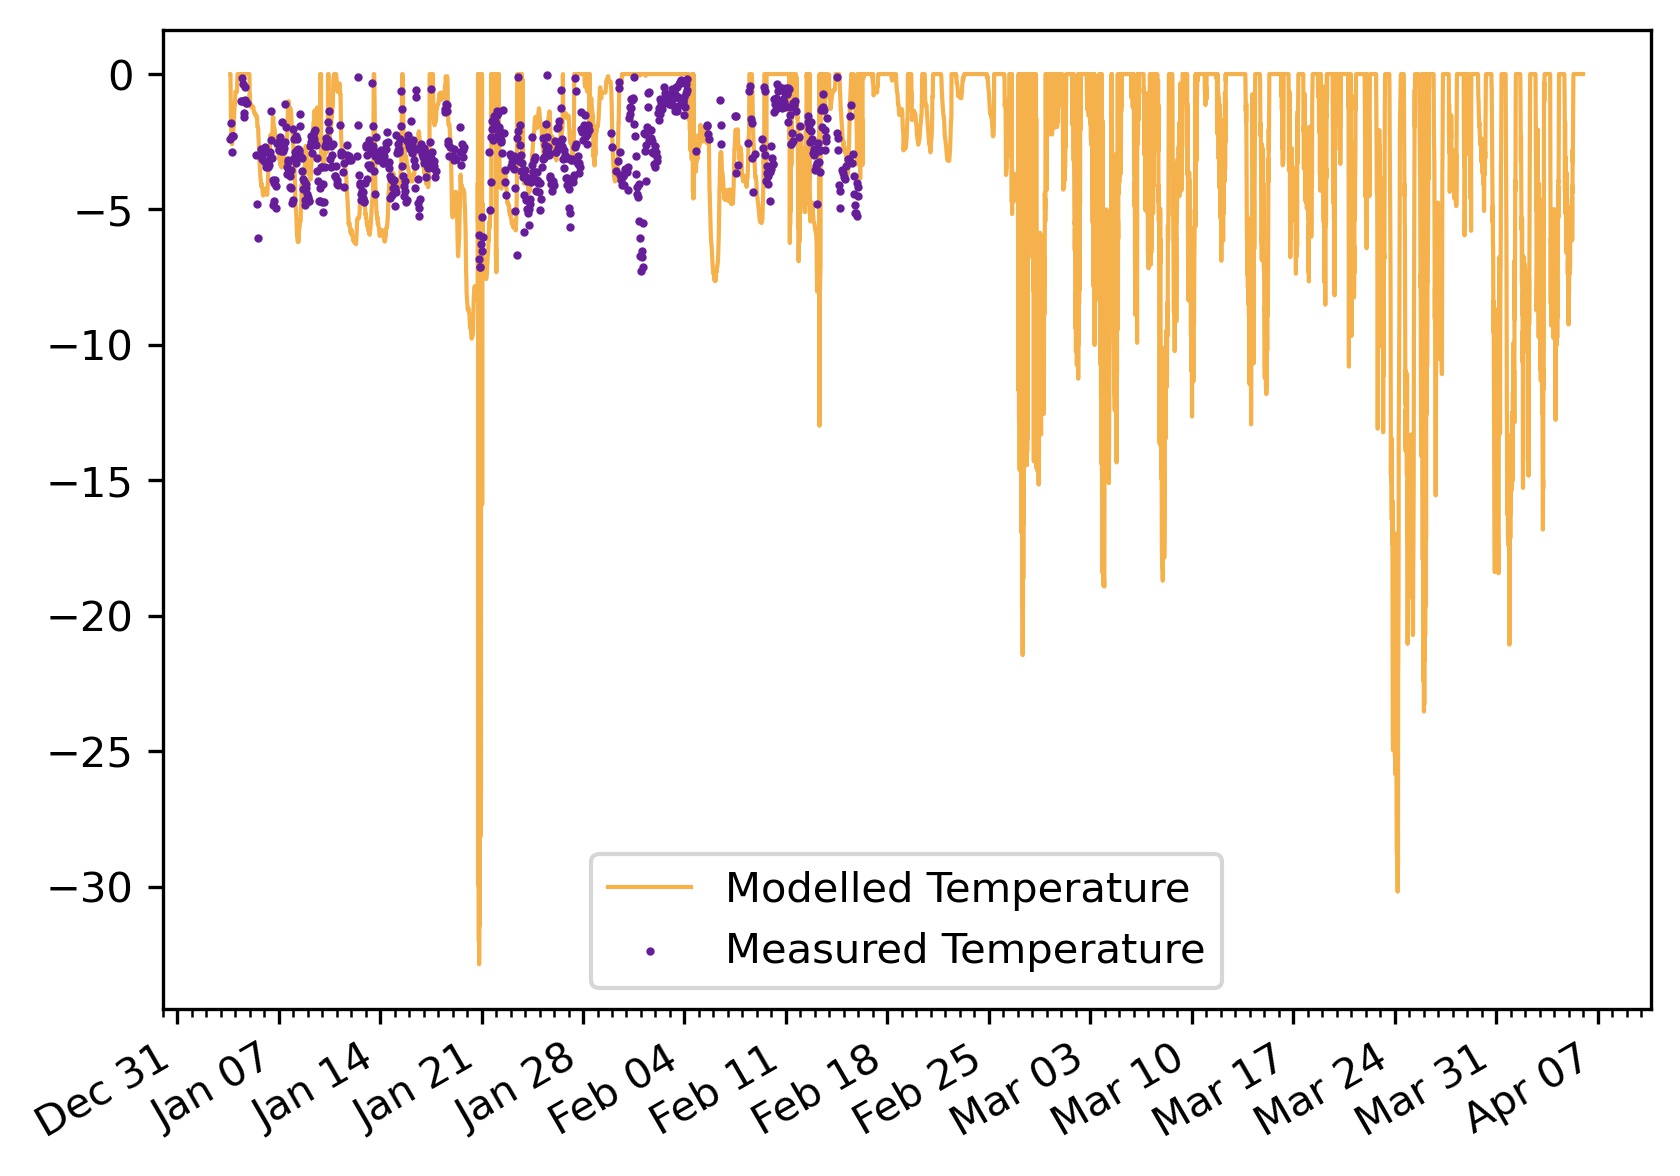 0
−5
−10
−15
−20
−25
−30
Modelled Temperature
Measured Temperature
Dec 31
Jan 07
Jan 14
Jan 21
Jan 28
Feb 04
Feb 11
Feb 18
Feb 25
Mar 03
Mar 10
Mar 17
Mar 24
Mar 31
Apr 07